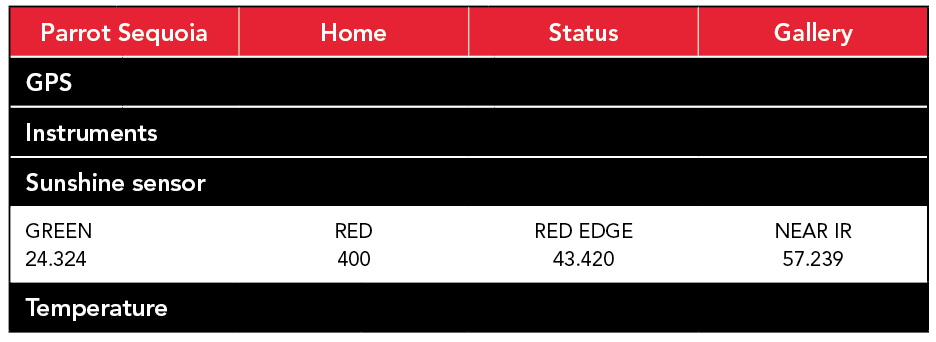 Parrot Sequoia Home Status Gallery
GPS
Instruments
Sunshine sensor
GREEN RED RED EDGE NEAR IR
24.324 400 43.420 57.239
Temperature